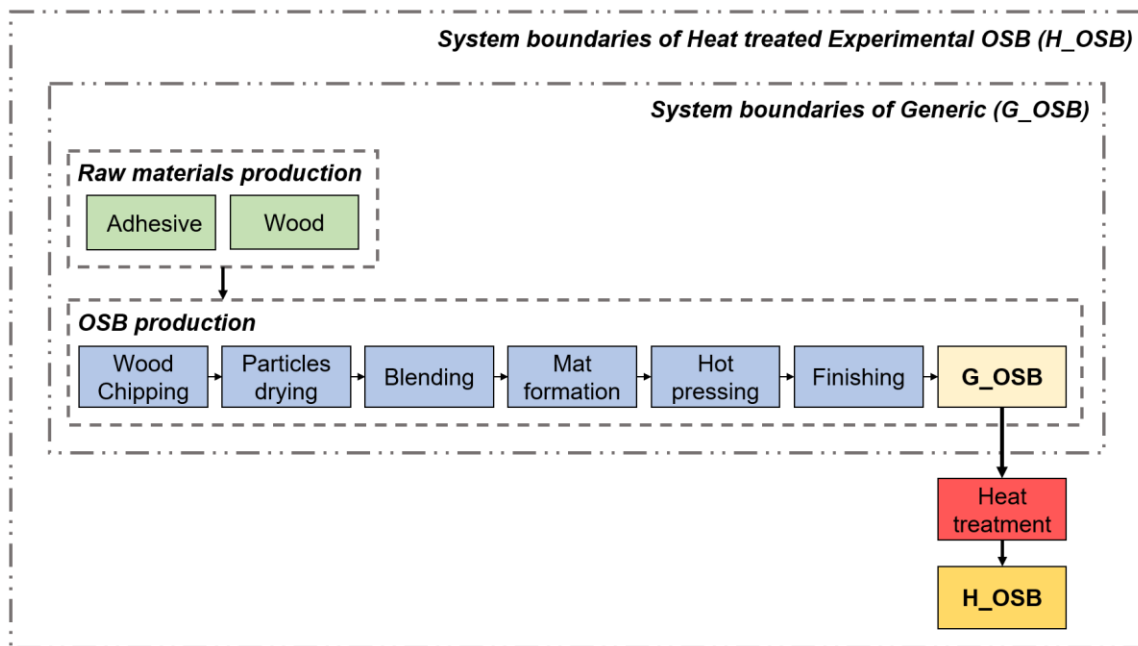 System boundaries of Heat treated Experimental OSB (H_OSB)
System boundaries of Generic (G_OSB)
Raw materials production
Adhesive
Wood
OSB production
Wood
Chipping
Particles
drying
Blending
Mat
formation
Hot
pressing
Finishing
G_OSB
Heat
treatment
H_OSB